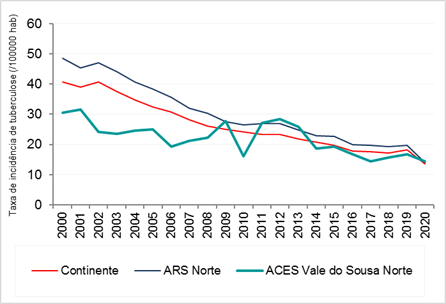 Taxa de incidência de tuberculose (/100000 hab)
60
50
40
30
20
10
0
2000 2001 2002 2003 2004 2005 2006 2007 2008 2009 2010 2011 2012 2013 2014 2015 2016 2017 2018 2019 2020
Continente ARS Norte ACES Vale do Sousa Norte